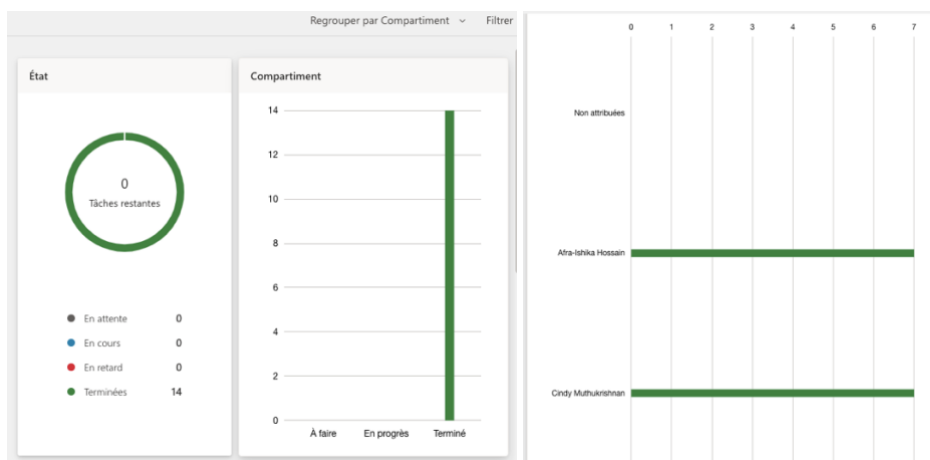 Regrouper par Compartiment
Filtrer
État
0
Tâches restantes
En attente 0
En cours 0
En retard 0
Terminées 14
Compartiment
14
12
10
8
6
4
2
0
À faire En progrès Terminé
0 1 2 3 4 5 6 7
Non attribuées
Afra-Ishika Hossain
Cindy Muthukrishnan